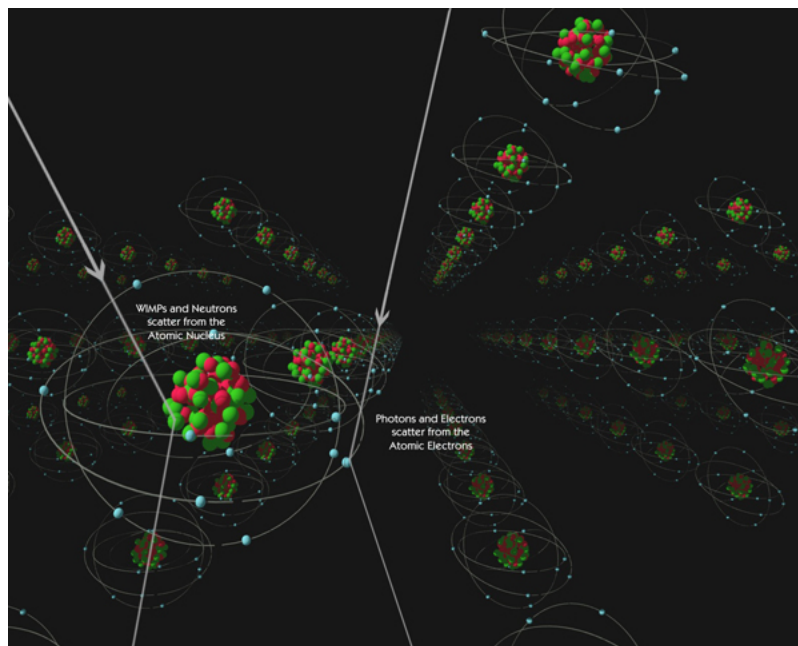 WIMPs and Neutrons
scatter from the
Atomic Nucleus
Photons and Electrons
scatter from the
Atomic Electrons